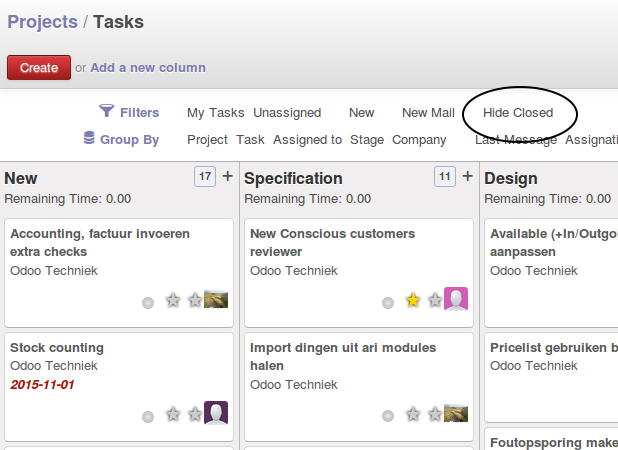 Projects / Tasks
Create or Add a new column
Filters My Tasks Unassigned New New Mail Hide Closed
Group By Project Task Assigned to Stage Company Last Message Assignati
New 17 + Specification 11 + Design
Remaining Time: 0.00 Remaining Time: 0.00 Remaining Time: 0.00
Accounting, factuur invoeren New Conscious customers Available (+In/Outgo
extra checks reviewer aanpassen
Odoo Techniek Odoo Techniek Odoo Techniek
Stock counting Import dingen uit ari modules Pricelist gebruiken b
Odoo Techniek halen Odoo Techniek
2015-11-01 Odoo Techniek
Foutopsporing make